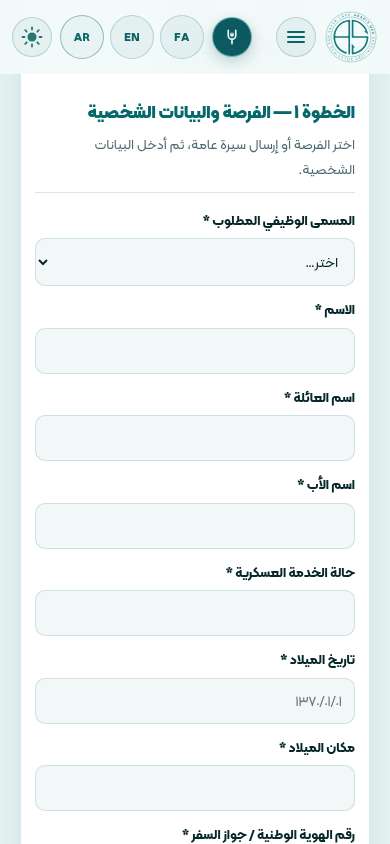 AR
EN
FA
الخطوة ١ — الفرصة والبيانات الشخصية
اختر الفرصة أو إرسال سيرة عامة، ثم أدخل البيانات
الشخصية.
المسمى الوظيفي المطلوب *
اختر...
الاسم *
اسم العائلة *
اسم الأب *
حالة الخدمة العسكرية *
تاريخ الميلاد *
١٣٧٠/٠١/٠١
مكان الميلاد *
رقم الهوية الوطنية / جواز السفر *